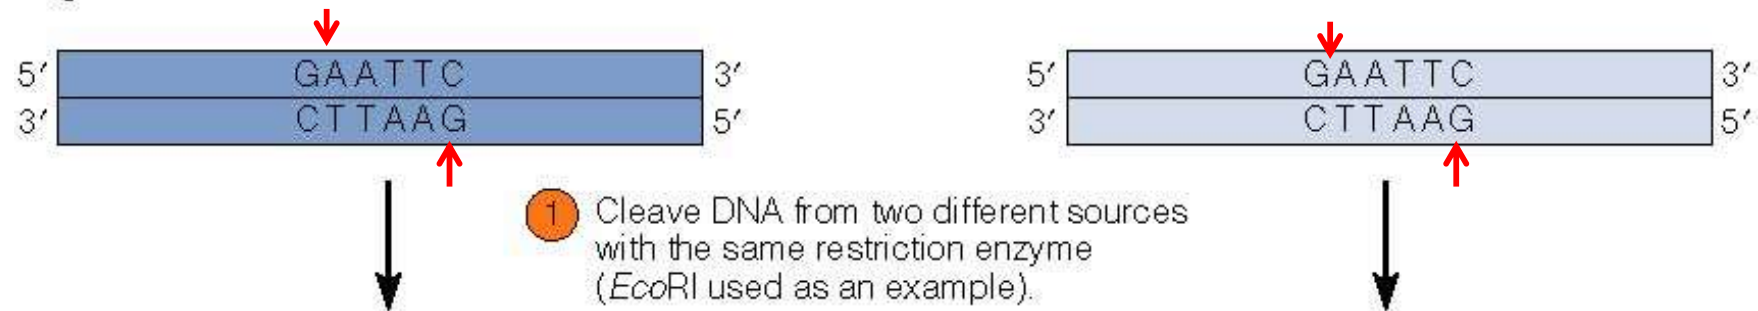 5′ GAATTC 3′ 5′ GAATTC 3′
3′ CTTAAG 5′ 3′ CTTAAG 5′
1 Cleave DNA from two different sources
with the same restriction enzyme
(EcoRI used as an example).